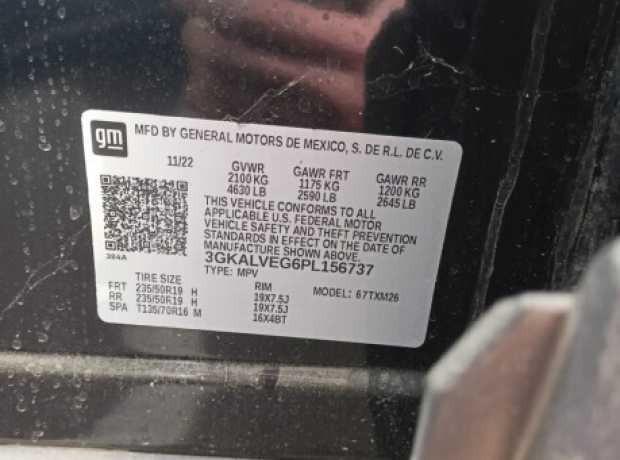 gm
MFD BY GENERAL MOTORS DE MEXICO, S. DE R.L. DE C.V.
11/22 GVWR GAWR FRT GAWR RR
2100 KG 1175 KG 1200 KG
4630 LB 2590 LB 2645 LB
THIS VEHICLE CONFORMS TO ALL
APPLICABLE U.S. FEDERAL MOTOR
VEHICLE SAFETY AND THEFT PREVENTION
STANDARDS IN EFFECT ON THE DATE OF
MANUFACTURE SHOWN ABOVE.
384A
3GKALVEG6PL156737
TYPE: MPV
TIRE SIZE RIM MODEL: 67TXM26
FRT 235/50R19 H 19X7.5J
RR 235/50R19 H 19X7.5J
SPA T135/70R16 M 16X4BT